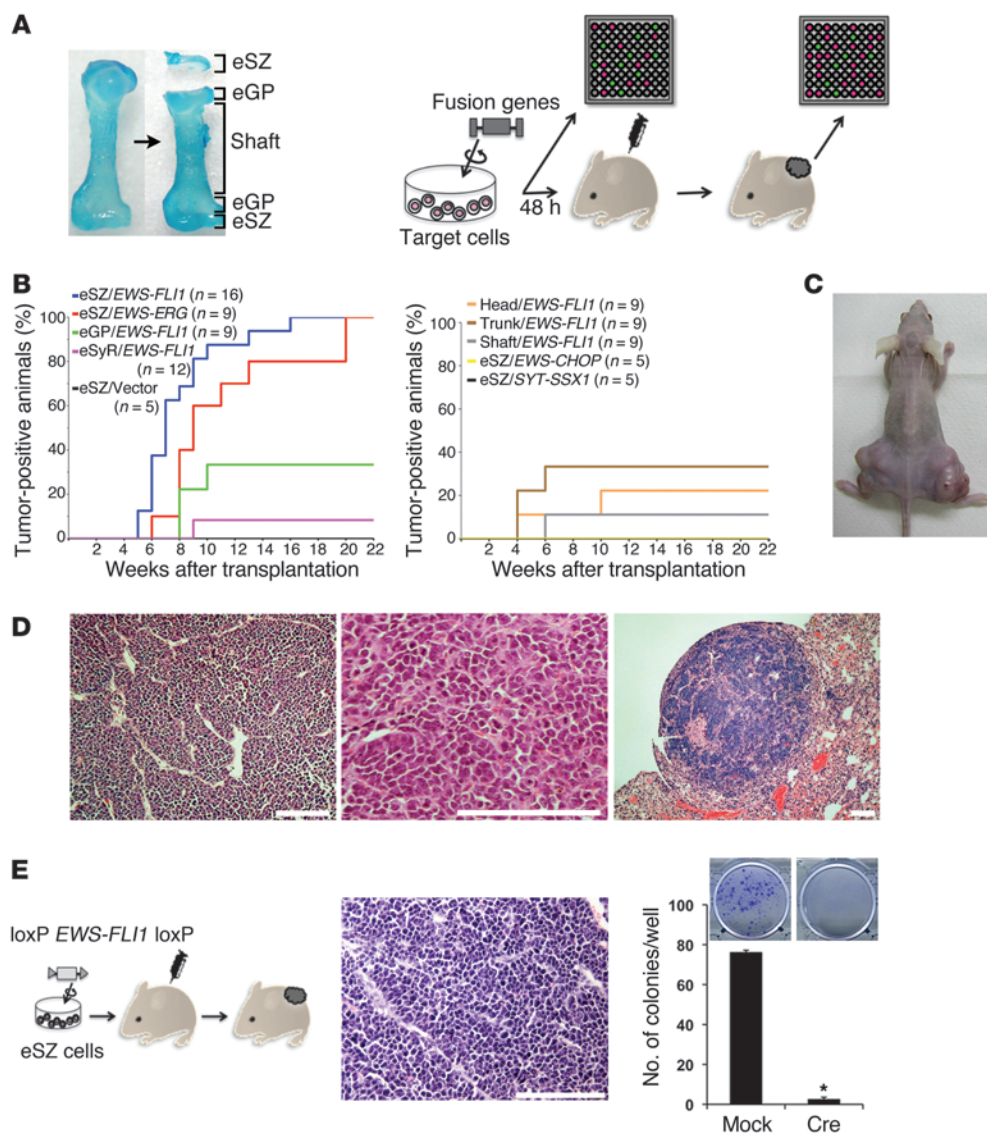 A
eSZ
eGP
Shaft
eGP
eSZ
Fusion genes
48 h
Target cells
B
eSZ/EWS-FLI1 (n = 16)
eSZ/EWS-ERG (n = 9)
eGP/EWS-FLI1 (n = 9)
eSyR/EWS-FLI1
(n = 12)
eSZ/Vector
(n = 5)
Tumor-positive animals (%)
100
80
60
40
20
0
2 4 6 8 10 12 14 16 18 20 22
Weeks after transplantation
Head/EWS-FLI1 (n = 9)
Trunk/EWS-FLI1 (n = 9)
Shaft/EWS-FLI1 (n = 9)
eSZ/EWS-CHOP (n = 5)
eSZ/SYT-SSX1 (n = 5)
Tumor-positive animals (%)
100
80
60
40
20
0
2 4 6 8 10 12 14 16 18 20 22
Weeks after transplantation
C
D
E
loxP EWS-FLI1 loxP
eSZ cells
No. of colonies/well
100
80
60
40
20
0
*
Mock Cre